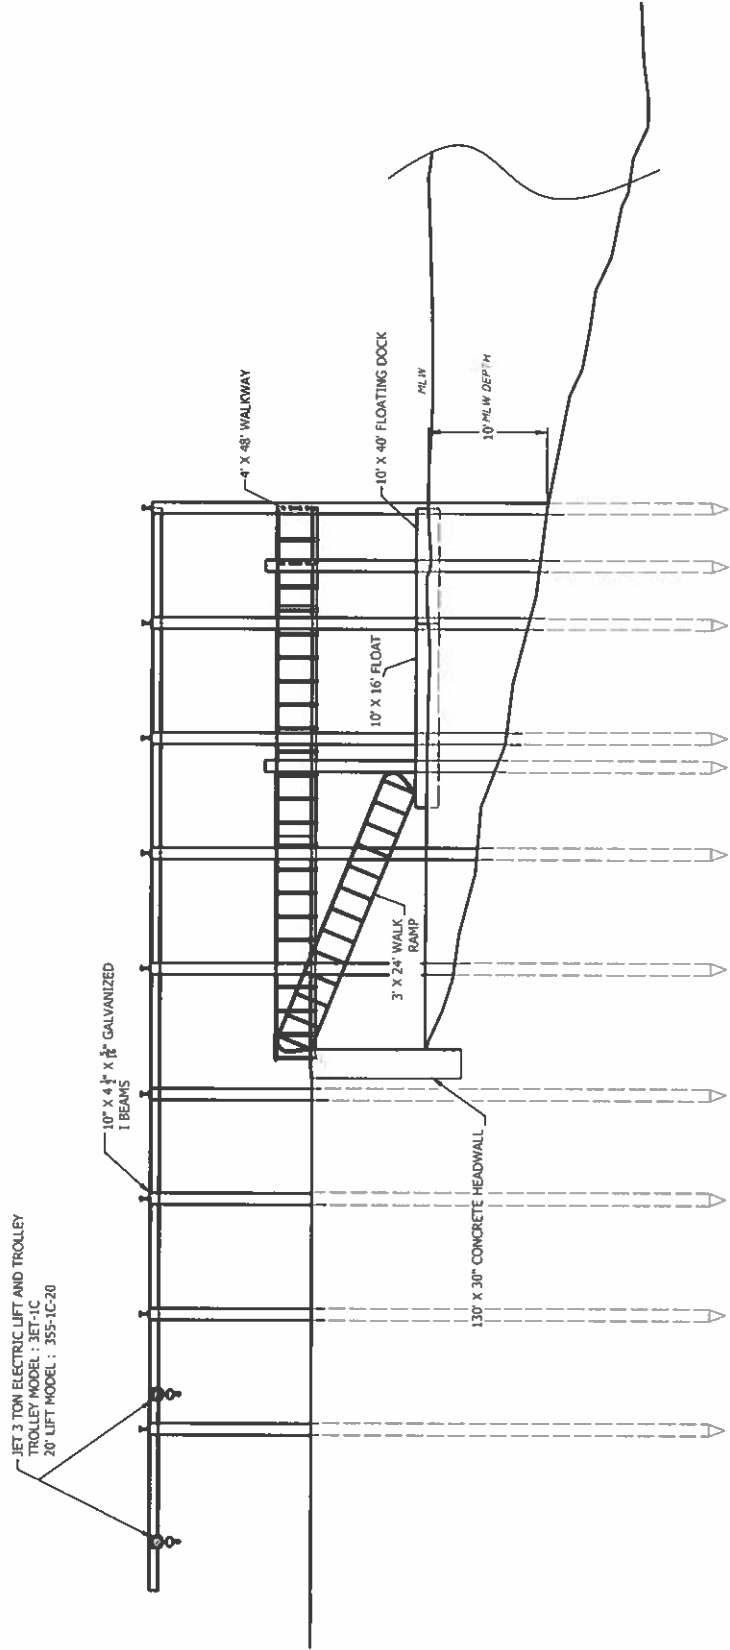 JET 3 TON ELECTRIC LIFT AND TROLLEY
TROLLEY MODEL : 3ET-1C
20' LIFT MODEL : 3S5-1C-20
10" X 4 1/2" X 5/16" GALVANIZED
I BEAMS
4' X 48' WALKWAY
10' X 40' FLOATING DOCK
10' X 16' FLOAT
3' X 24' WALK
RAMP
130' X 30" CONCRETE HEADWALL
MLW
10' MLW DEPTH